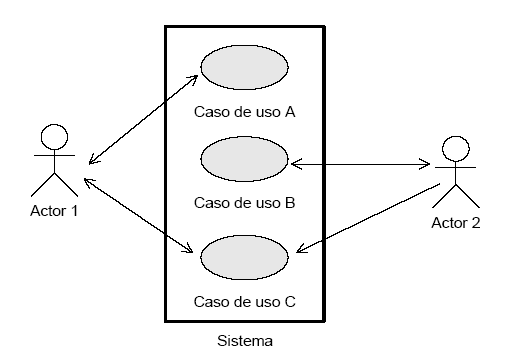 Caso de uso A
Caso de uso B
Actor 1
Actor 2
Caso de uso C
Sistema